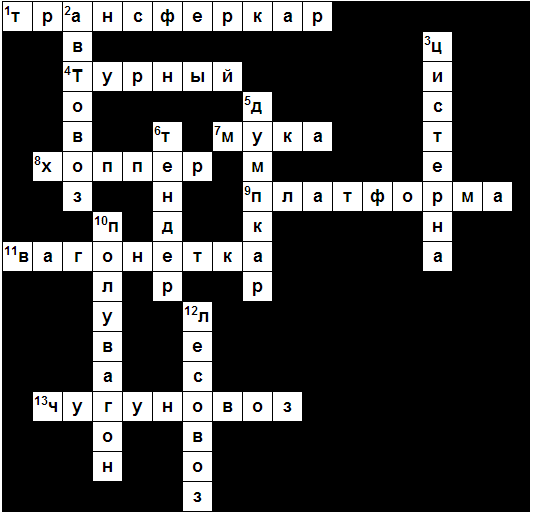 1т р 2а н с ф е р к а р
в 3ц
4Т у р н ы й и
о 5д с
в 6т 7м у к а т
8х о п п е р м е
з н 9п л а т ф о р м а
10п д к н
11в а г о н е т к а а
л р р
у 12л
в е
а с
13ч у г у н о в о з
о в
н о
з